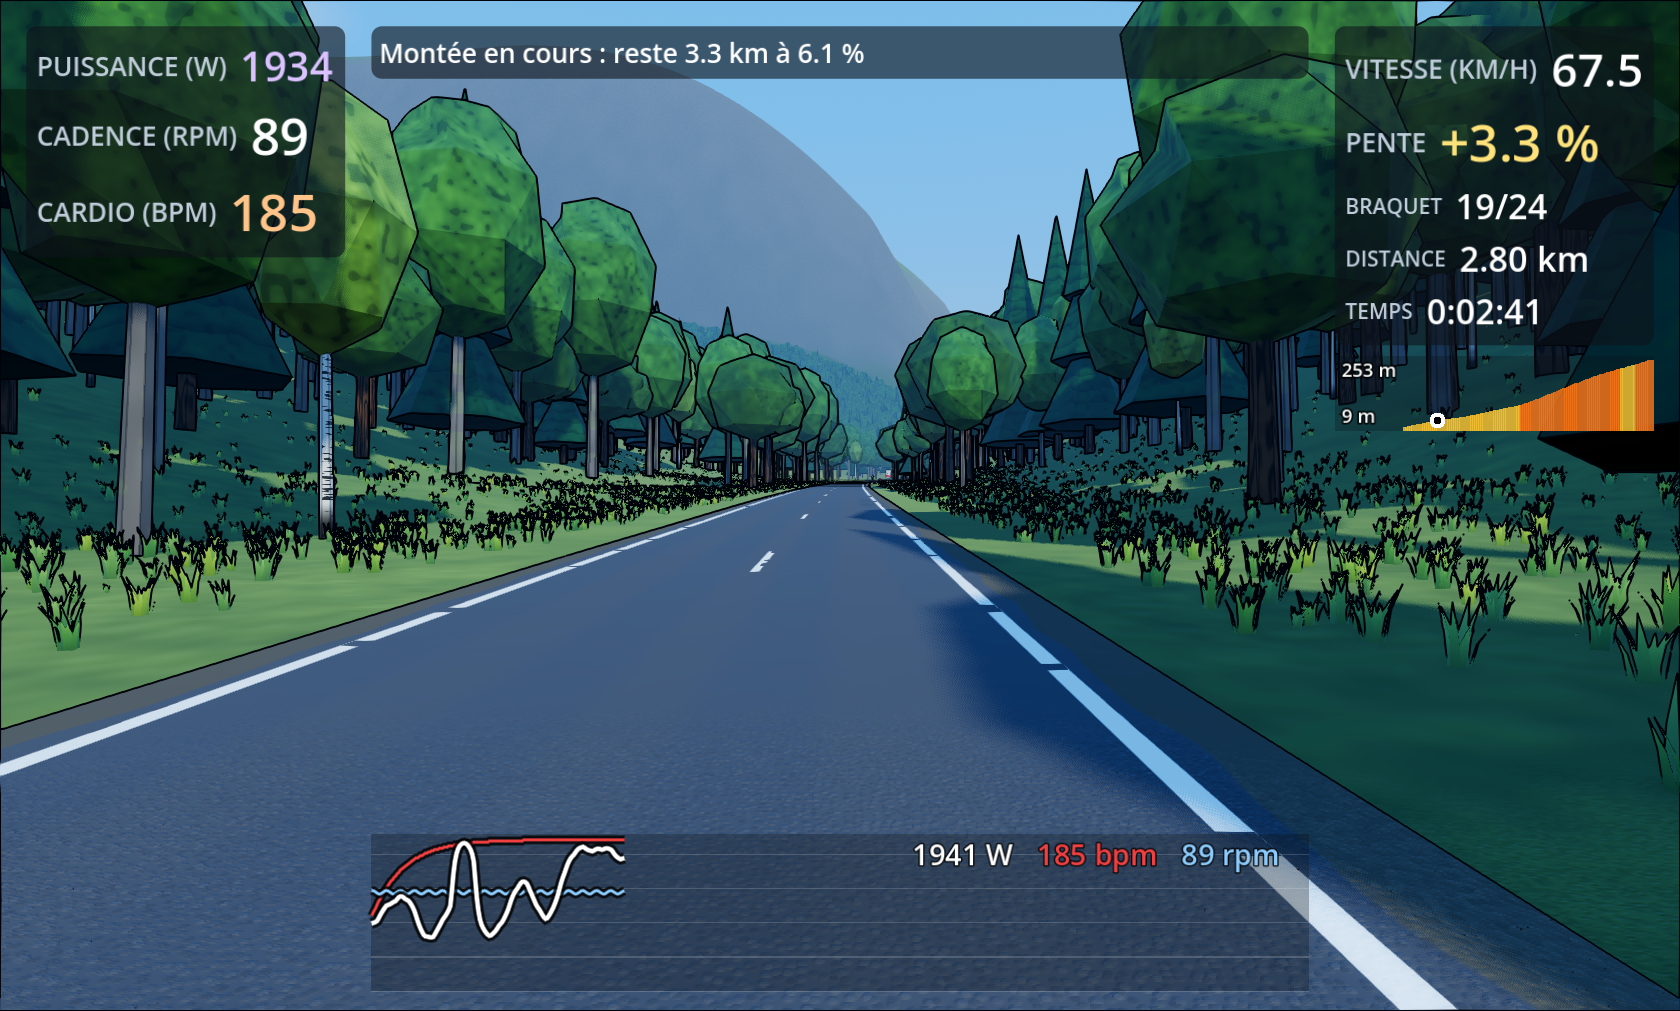 PUISSANCE (W) 1934
CADENCE (RPM) 89
CARDIO (BPM) 185
Montée en cours : reste 3.3 km à 6.1 %
VITESSE (KM/H) 67.5
PENTE +3.3 %
BRAQUET 19/24
DISTANCE 2.80 km
TEMPS 0:02:41
253 m
9 m
1941 W 185 bpm 89 rpm